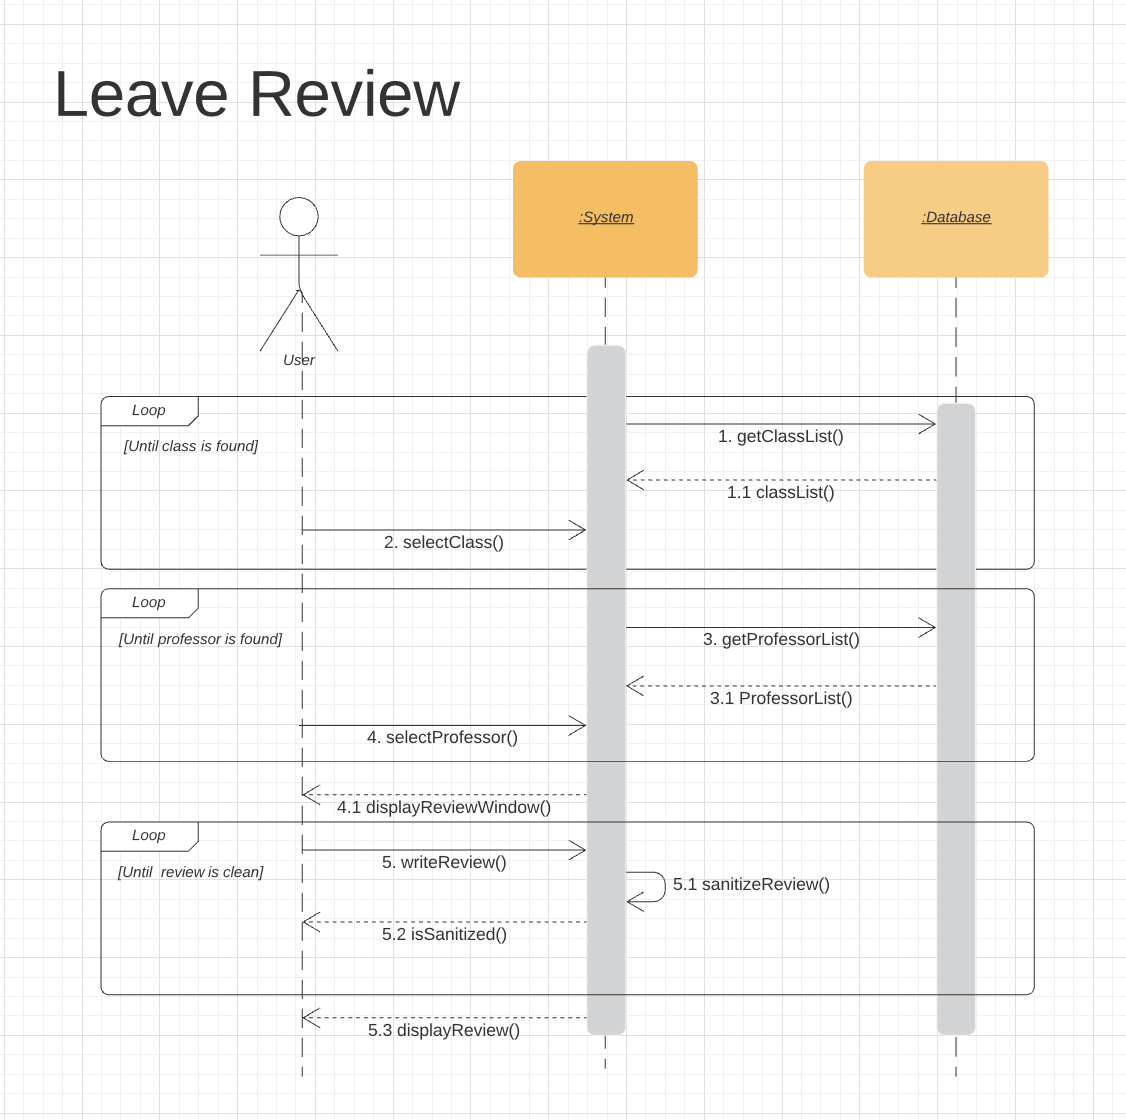 Leave Review
:System
:Database
User
Loop
[Until class is found]
1. getClassList()
1.1 classList()
2. selectClass()
Loop
[Until professor is found]
3. getProfessorList()
3.1 ProfessorList()
4. selectProfessor()
4.1 displayReviewWindow()
Loop
[Until review is clean]
5. writeReview()
5.1 sanitizeReview()
5.2 isSanitized()
5.3 displayReview()